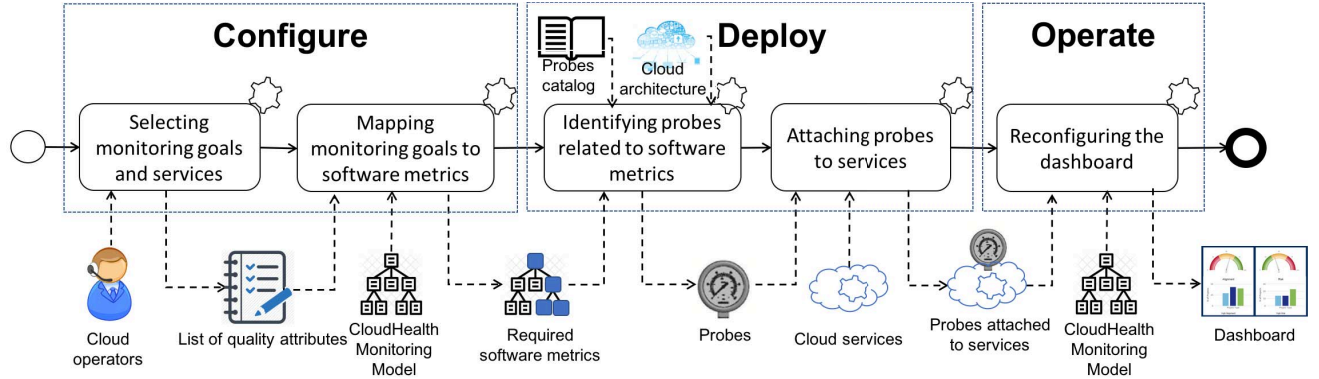 Configure
Deploy
Operate
Probes
catalog
Cloud
architecture
Selecting
monitoring goals
and services
Mapping
monitoring goals to
software metrics
Identifying probes
related to software
metrics
Attaching probes
to services
Reconfiguring the
dashboard
Cloud
operators
List of quality attributes
CloudHealth
Monitoring
Model
Required
software metrics
Probes
Cloud services
Probes attached
to services
CloudHealth
Monitoring
Model
Dashboard